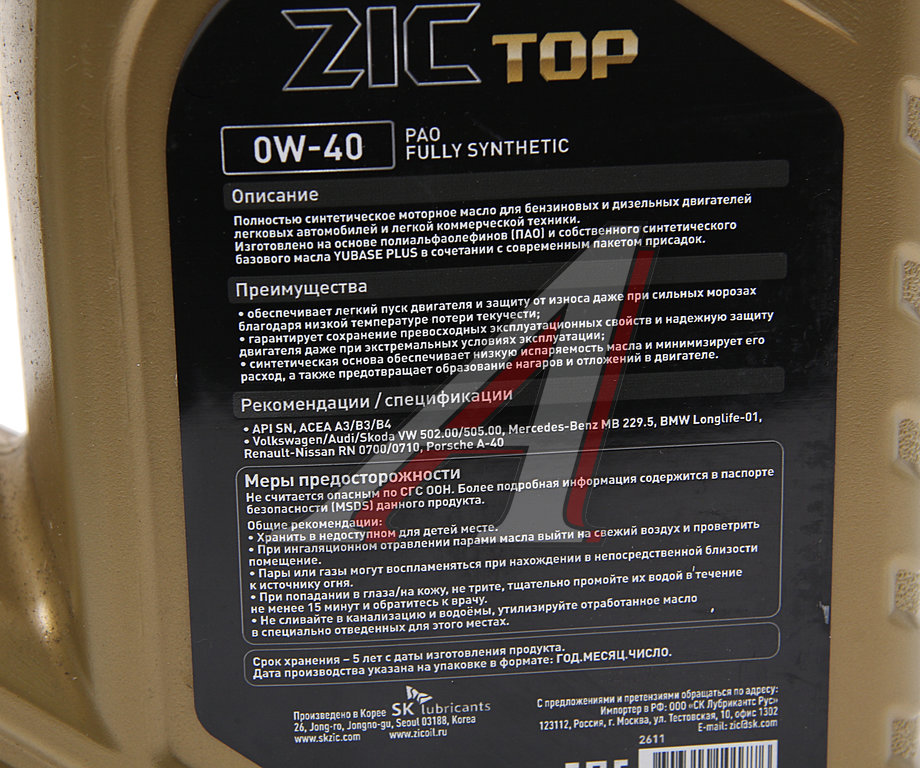 ZIC TOP
0W-40
PAO
FULLY SYNTHETIC
Описание
Полностью синтетическое моторное масло для бензиновых и дизельных двигателей
легковых автомобилей и легкой коммерческой техники.
Изготовлено на основе полиальфаолефинов (ПАО) и собственного синтетического
базового масла YUBASE PLUS в сочетании с современным пакетом присадок.
Преимущества
• обеспечивает легкий пуск двигателя и защиту от износа даже при сильных морозах
благодаря низкой температуре потери текучести;
• гарантирует сохранение превосходных эксплуатационных свойств и надежную защиту
двигателя даже при экстремальных условиях эксплуатации;
• синтетическая основа обеспечивает низкую испаряемость масла и минимизирует его
расход, а также предотвращает образование нагаров и отложений в двигателе.
Рекомендации / спецификации
• API SN, ACEA A3/B3/B4
• Volkswagen/Audi/Skoda VW 502.00/505.00, Mercedes-Benz MB 229.5, BMW Longlife-01,
Renault-Nissan RN 0700/0710, Porsche A-40
Меры предосторожности
Не считается опасным по СГС ООН. Более подробная информация содержится в паспорте
безопасности (MSDS) данного продукта.
Общие рекомендации:
• Хранить в недоступном для детей месте.
• При ингаляционном отравлении парами масла выйти на свежий воздух и проветрить
помещение.
• Пары или газы могут воспламеняться при нахождении в непосредственной близости
к источнику огня.
• При попадании в глаза/на кожу, не трите, тщательно промойте их водой в течение
не менее 15 минут и обратитесь к врачу.
• Не сливайте в канализацию и водоёмы, утилизируйте отработанное масло
в специально отведенных для этого местах.
Срок хранения – 5 лет с даты изготовления продукта.
Дата производства указана на упаковке в формате: ГОД.МЕСЯЦ.ЧИСЛО.
Произведено в Корее SK lubricants
26, Jong-ro, Jongno-gu, Seoul 03188, Korea
www.skzic.com www.zicoil.ru
С предложениями и претензиями обращаться по адресу:
Импортер в РФ: ООО «СК Лубрикантс Рус»
123112, Россия, г. Москва, ул. Тестовская, 10, офис 1302
E-mail: zic@sk.com
2611